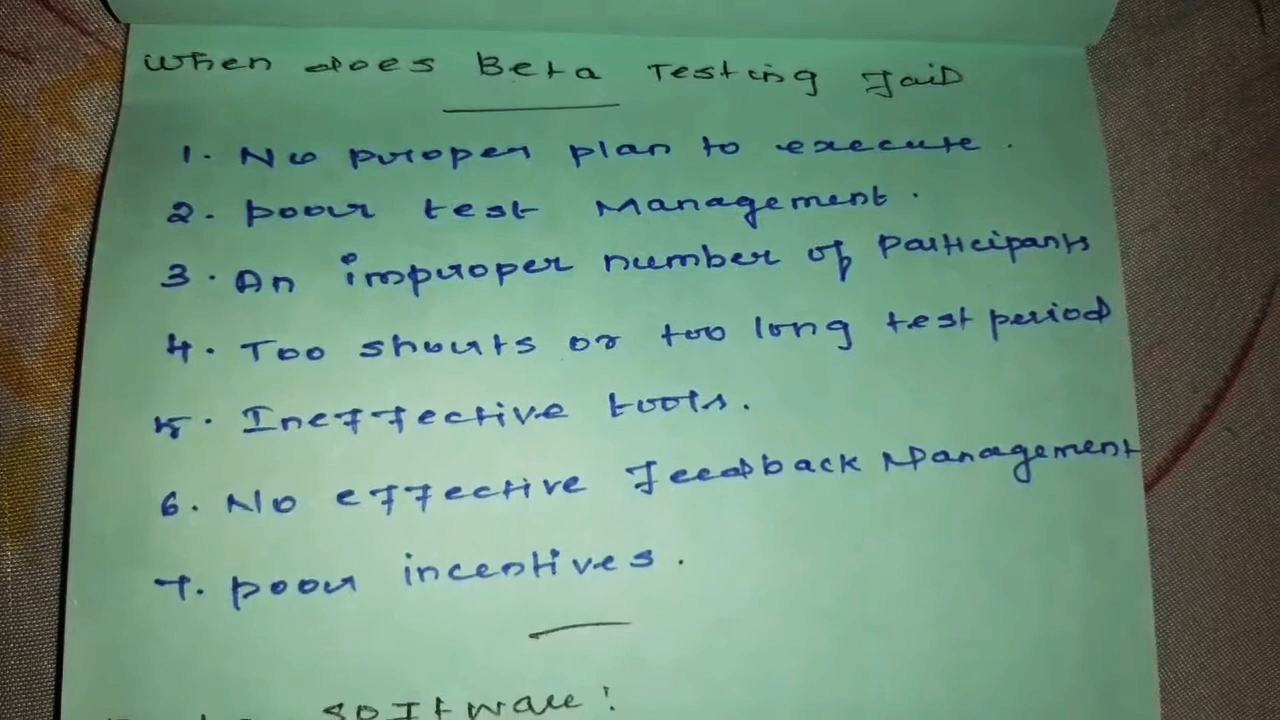 When does Beta Testing Fail
1. No proper plan to execute.
2. poor test Management.
3. An improper number of participants
4. Too shorts or too long test period
5. Ineffective tools.
6. No effective feedback Management
7. poor incentives.
software: